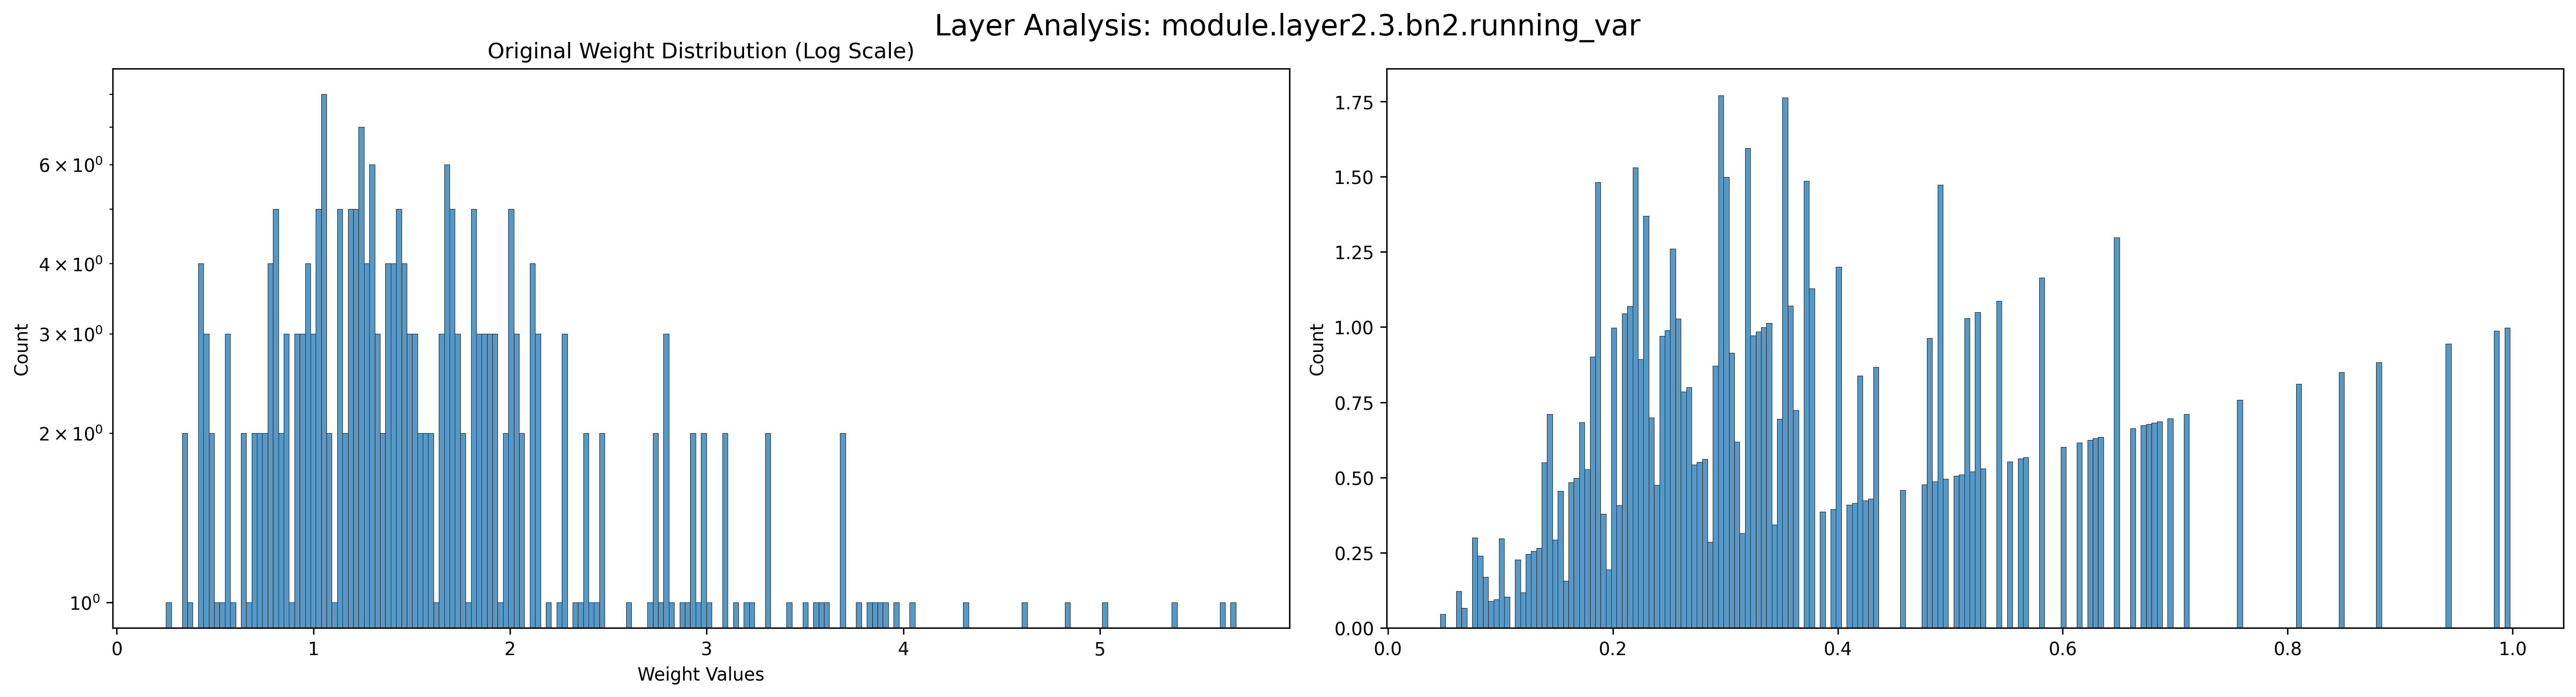 Layer Analysis: module.layer2.3.bn2.running_var
Original Weight Distribution (Log Scale)
Count
6 × 10⁰
4 × 10⁰
3 × 10⁰
2 × 10⁰
10⁰
0 1 2 3 4 5
Weight Values
Count
1.75
1.50
1.25
1.00
0.75
0.50
0.25
0.00
0.0 0.2 0.4 0.6 0.8 1.0